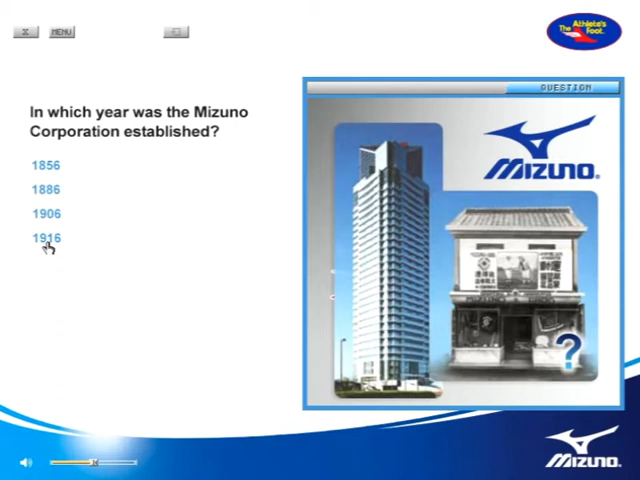 X
MENU
The Athlete's
Foot.
QUESTION
In which year was the Mizuno
Corporation established?
1856
1886
1906
1916
MIZUNO®
?
MIZUNO®